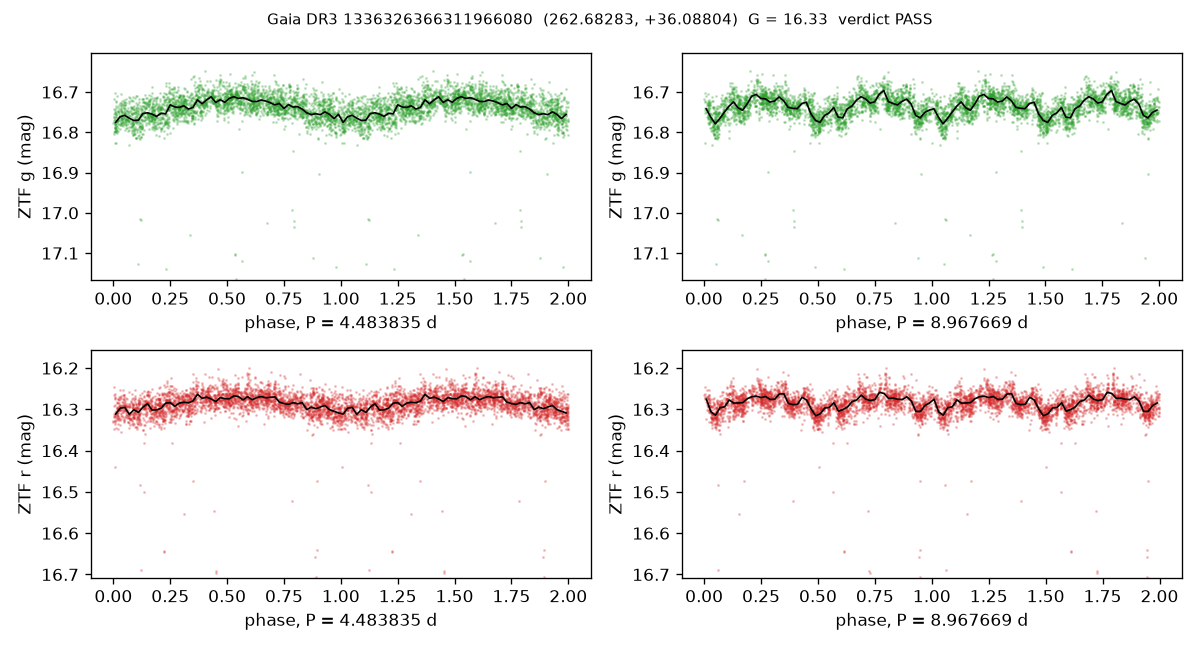 Gaia DR3 1336326366311966080  (262.68283, +36.08804)  G = 16.33  verdict PASS
ZTF g (mag)
16.7
16.8
16.9
17.0
17.1
0.00 0.25 0.50 0.75 1.00 1.25 1.50 1.75 2.00
phase, P = 4.483835 d
ZTF g (mag)
16.7
16.8
16.9
17.0
17.1
0.00 0.25 0.50 0.75 1.00 1.25 1.50 1.75 2.00
phase, P = 8.967669 d
ZTF r (mag)
16.2
16.3
16.4
16.5
16.6
16.7
0.00 0.25 0.50 0.75 1.00 1.25 1.50 1.75 2.00
phase, P = 4.483835 d
ZTF r (mag)
16.2
16.3
16.4
16.5
16.6
16.7
0.00 0.25 0.50 0.75 1.00 1.25 1.50 1.75 2.00
phase, P = 8.967669 d